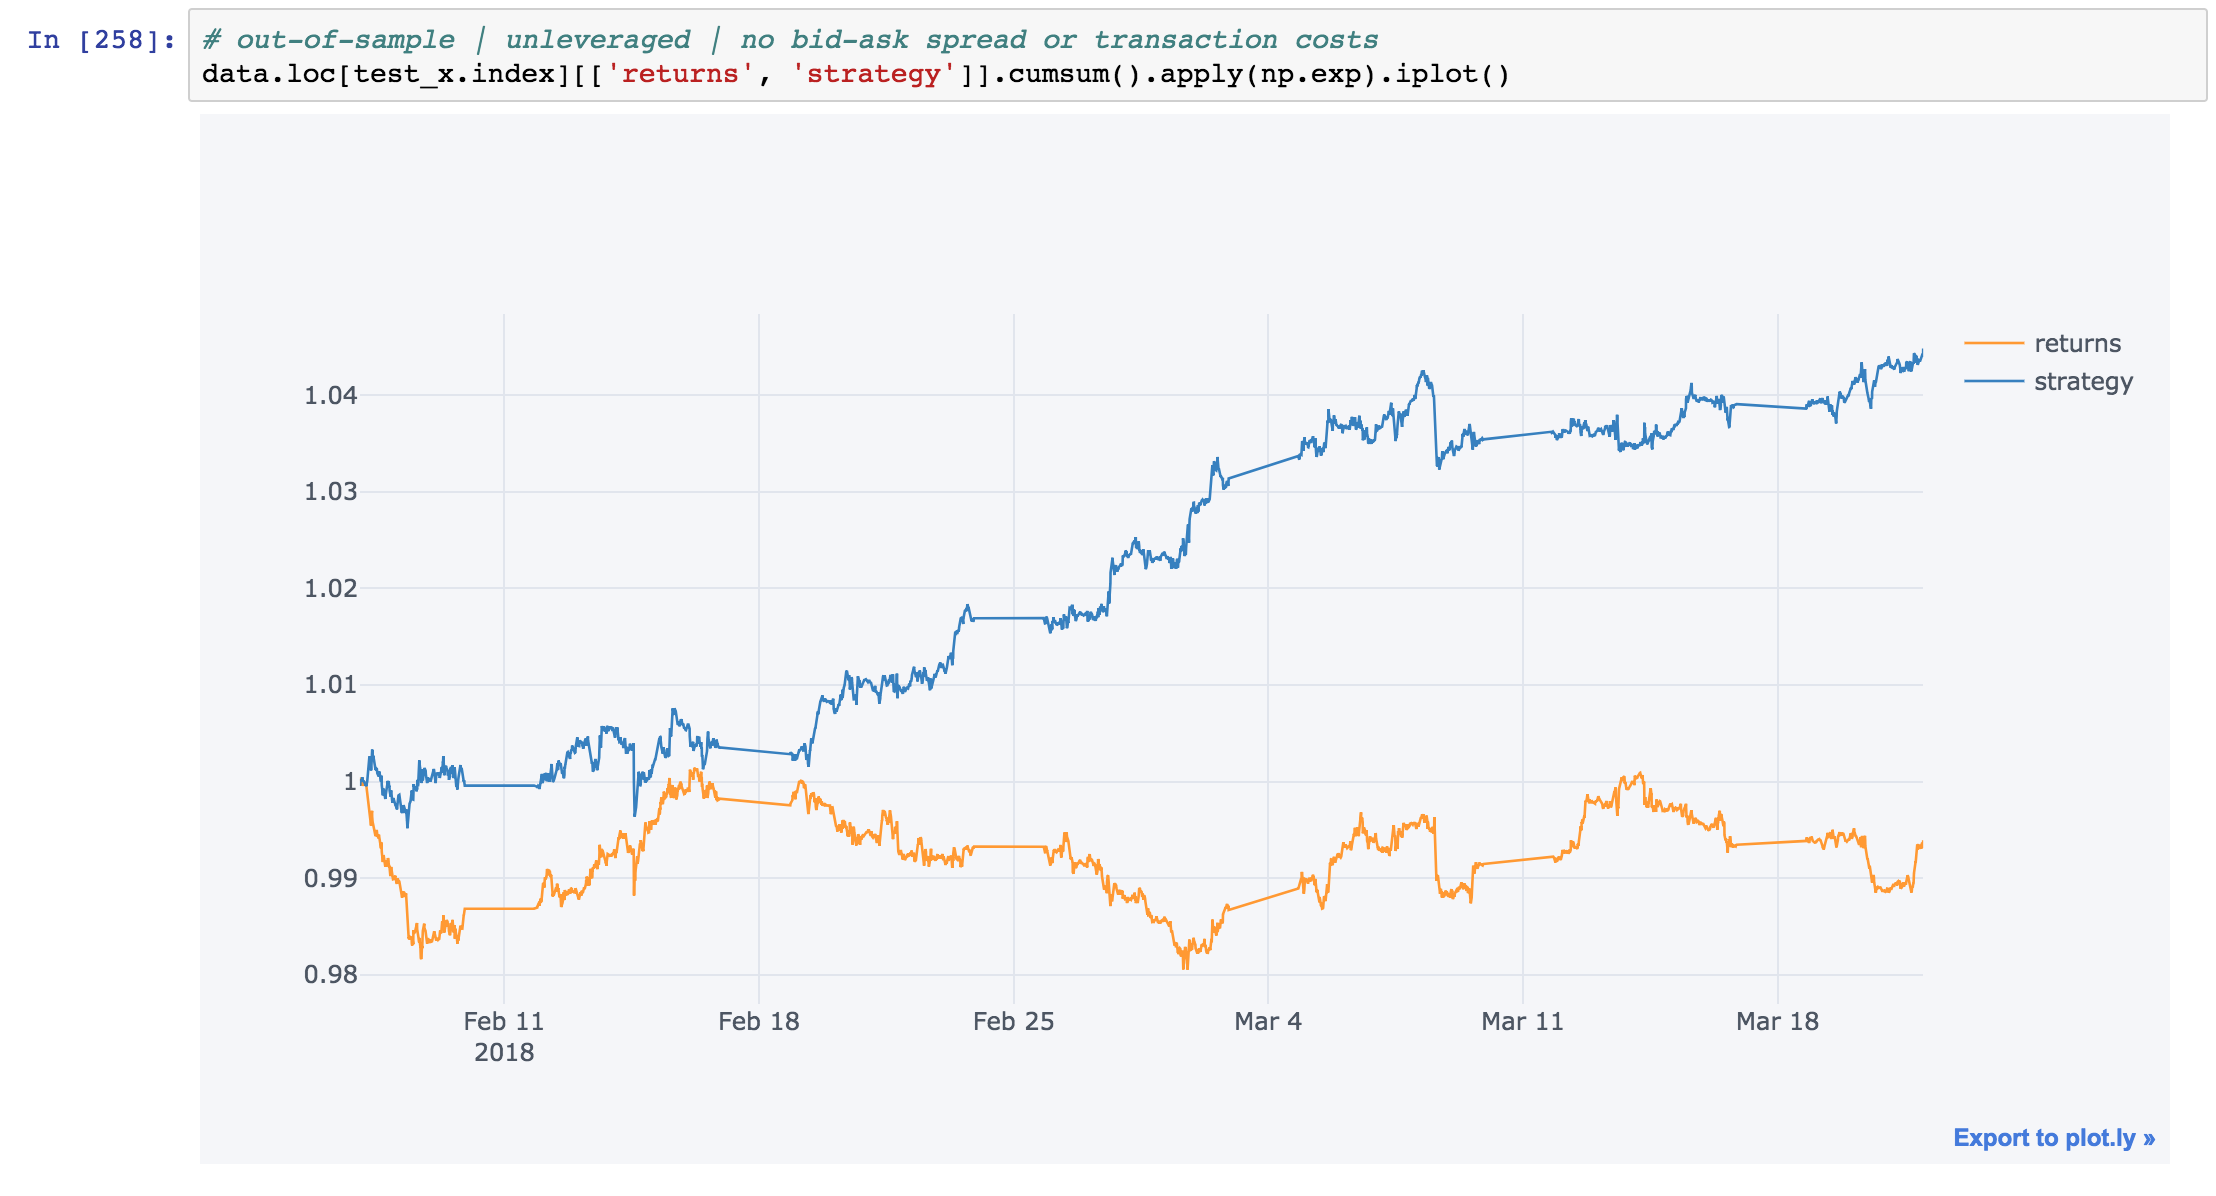 In [258]:
# out-of-sample | unleveraged | no bid-ask spread or transaction costs
data.loc[test_x.index][['returns', 'strategy']].cumsum().apply(np.exp).iplot()
returns
strategy
1.04
1.03
1.02
1.01
1
0.99
0.98
Feb 11
2018
Feb 18
Feb 25
Mar 4
Mar 11
Mar 18
Export to plot.ly »